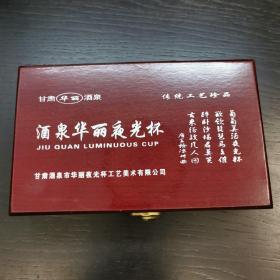 甘肃 华丽 酒泉
传统工艺珍品
酒泉华丽夜光杯
JIU QUAN LUMINUOUS CUP
甘肃酒泉市华丽夜光杯工艺美术有限公司
葡萄美酒夜光杯
欲饮琵琶马上催
醉卧沙场君莫笑
古来征战几人回